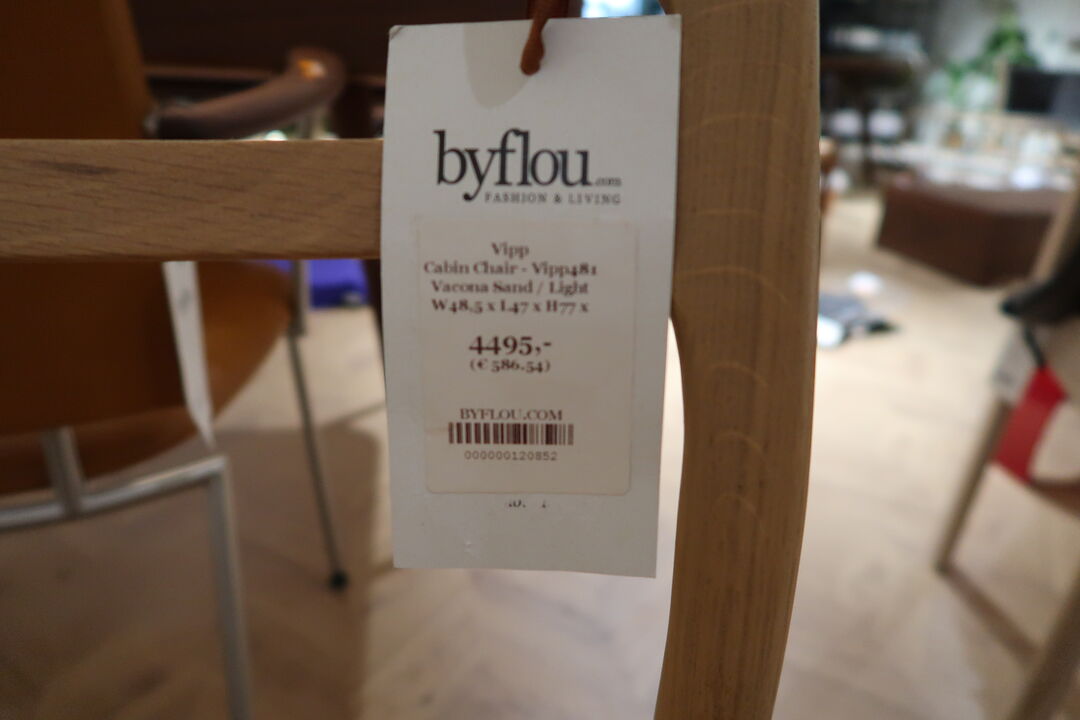 byflou.com
FASHION & LIVING
Vipp
Cabin Chair - Vipp481
Vacona Sand / Light
W48,5 x L47 x H77 x
4495,-
(€ 586.54)
BYFLOU.COM
000000120852